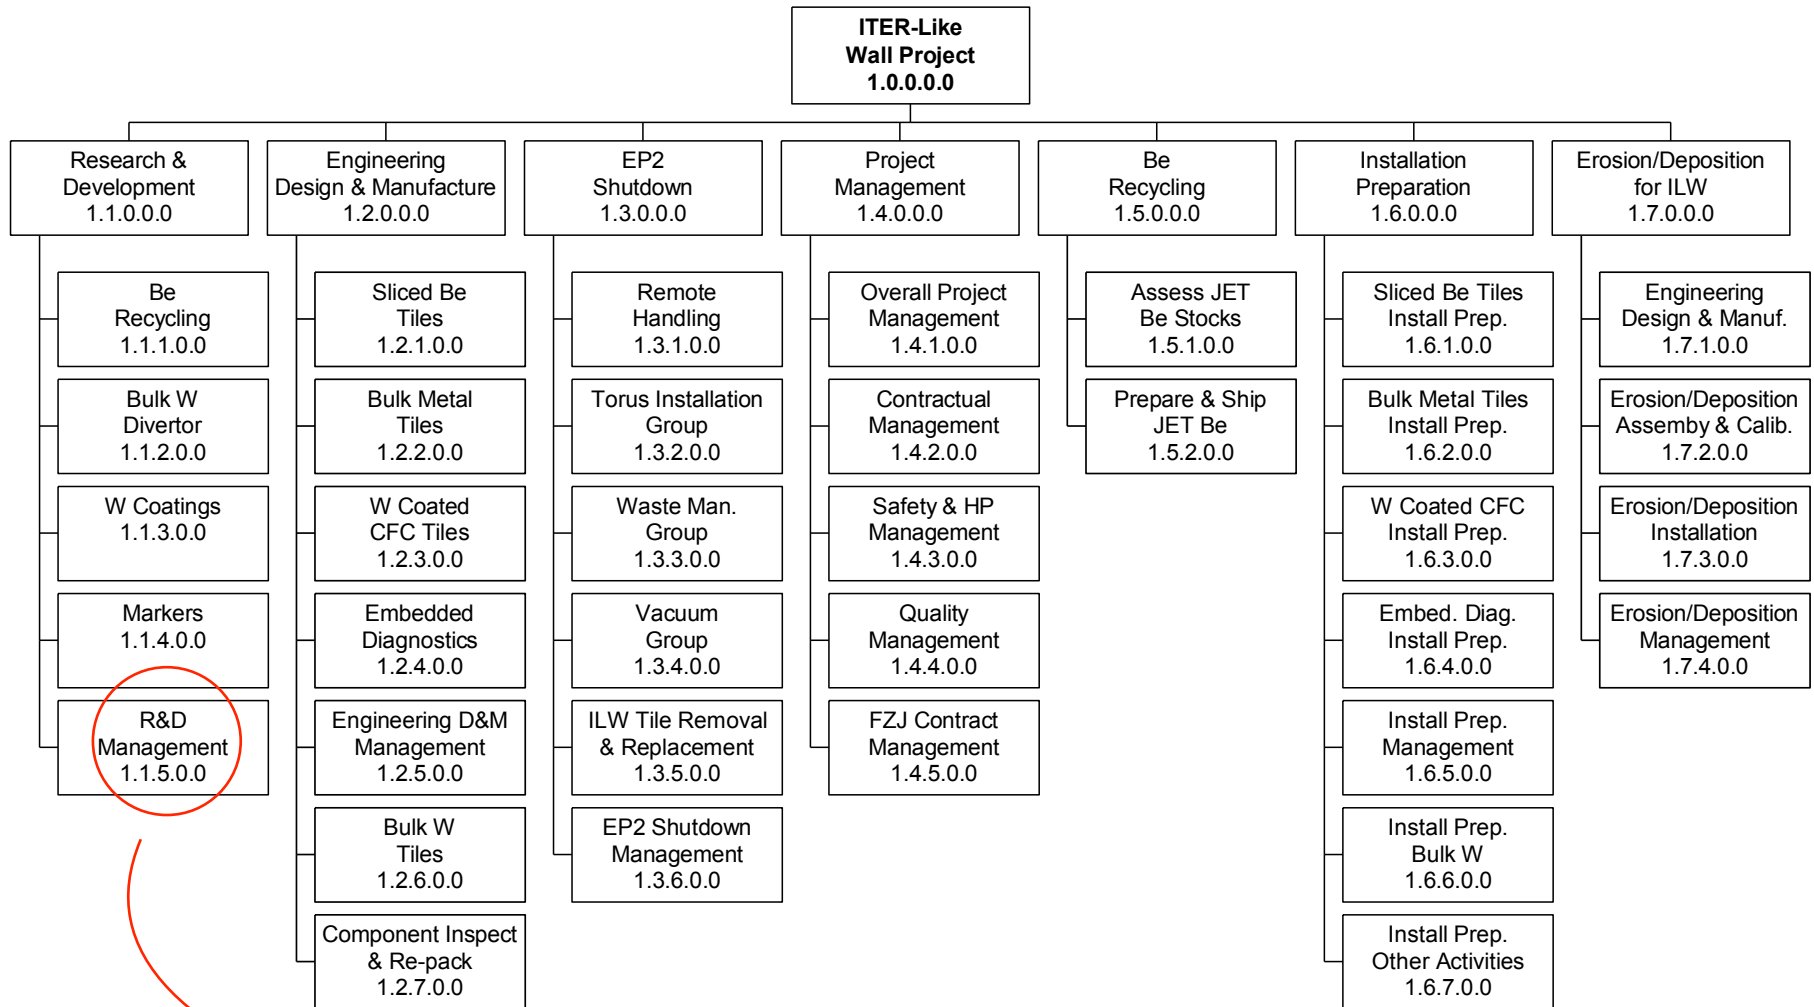 ITER-Like
Wall Project
1.0.0.0.0
Research &
Development
1.1.0.0.0
Be
Recycling
1.1.1.0.0
Bulk W
Divertor
1.1.2.0.0
W Coatings
1.1.3.0.0
Markers
1.1.4.0.0
R&D
Management
1.1.5.0.0
Engineering
Design & Manufacture
1.2.0.0.0
Sliced Be
Tiles
1.2.1.0.0
Bulk Metal
Tiles
1.2.2.0.0
W Coated
CFC Tiles
1.2.3.0.0
Embedded
Diagnostics
1.2.4.0.0
Engineering D&M
Management
1.2.5.0.0
Bulk W
Tiles
1.2.6.0.0
Component Inspect
& Re-pack
1.2.7.0.0
EP2
Shutdown
1.3.0.0.0
Remote
Handling
1.3.1.0.0
Torus Installation
Group
1.3.2.0.0
Waste Man.
Group
1.3.3.0.0
Vacuum
Group
1.3.4.0.0
ILW Tile Removal
& Replacement
1.3.5.0.0
EP2 Shutdown
Management
1.3.6.0.0
Project
Management
1.4.0.0.0
Overall Project
Management
1.4.1.0.0
Contractual
Management
1.4.2.0.0
Safety & HP
Management
1.4.3.0.0
Quality
Management
1.4.4.0.0
FZJ Contract
Management
1.4.5.0.0
Be
Recycling
1.5.0.0.0
Assess JET
Be Stocks
1.5.1.0.0
Prepare & Ship
JET Be
1.5.2.0.0
Installation
Preparation
1.6.0.0.0
Sliced Be Tiles
Install Prep.
1.6.1.0.0
Bulk Metal Tiles
Install Prep.
1.6.2.0.0
W Coated CFC
Install Prep.
1.6.3.0.0
Embed. Diag.
Install Prep.
1.6.4.0.0
Install Prep.
Management
1.6.5.0.0
Install Prep.
Bulk W
1.6.6.0.0
Install Prep.
Other Activities
1.6.7.0.0
Erosion/Deposition
for ILW
1.7.0.0.0
Engineering
Design & Manuf.
1.7.1.0.0
Erosion/Deposition
Assemby & Calib.
1.7.2.0.0
Erosion/Deposition
Installation
1.7.3.0.0
Erosion/Deposition
Management
1.7.4.0.0